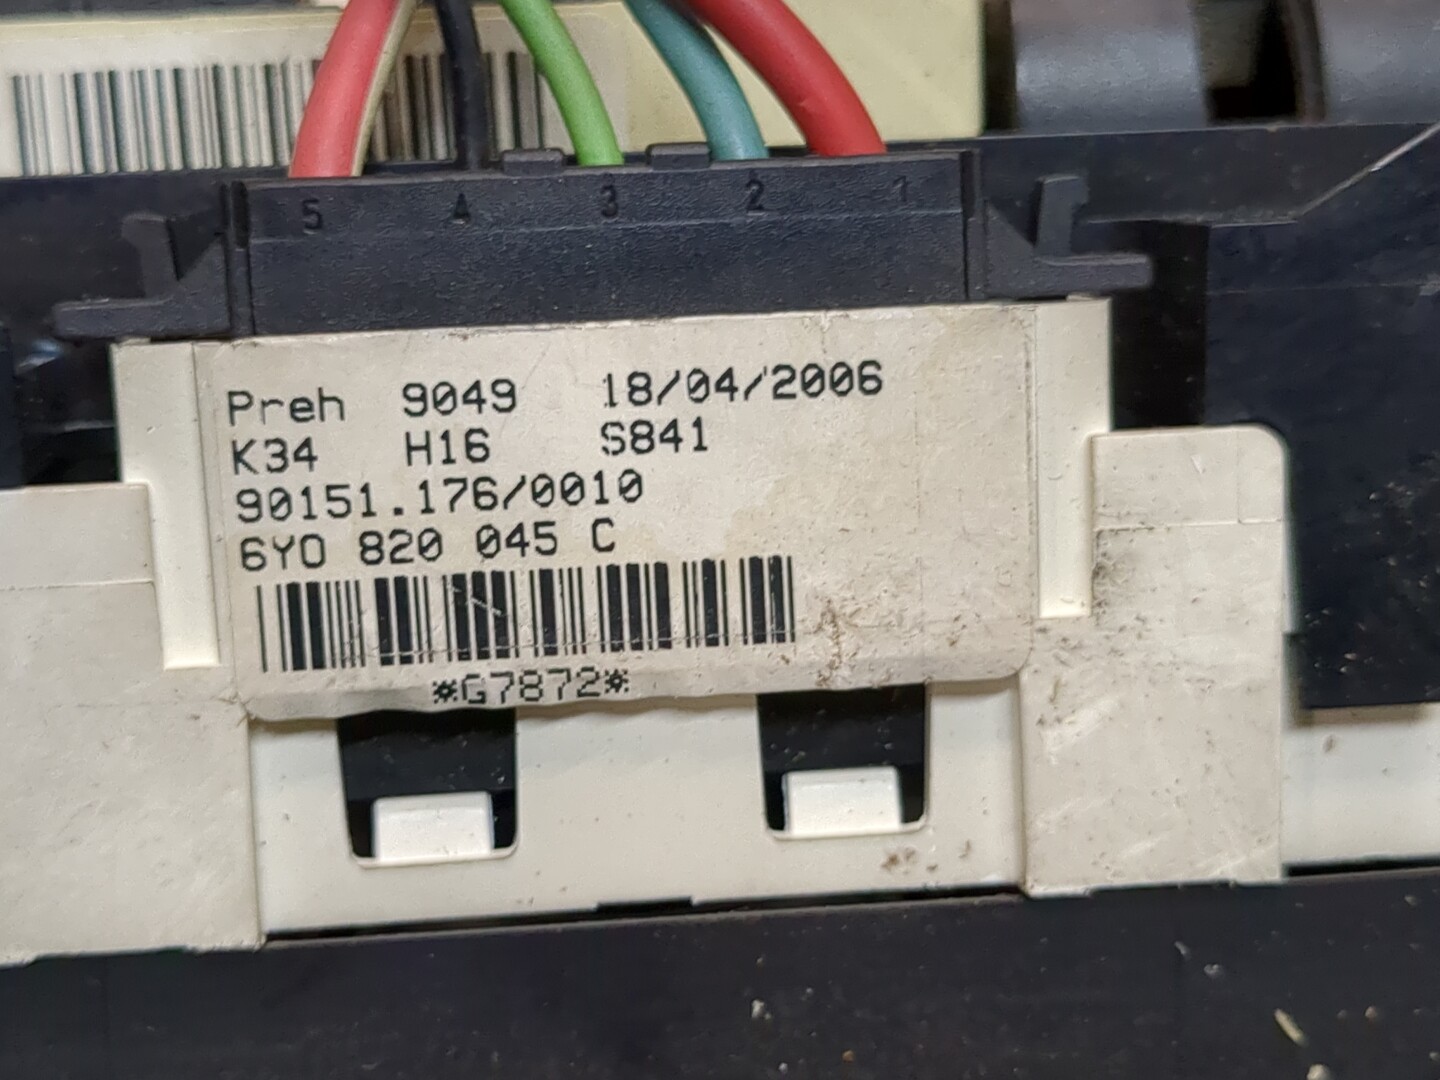 5 4 3 2 1
Preh 9049 18/04/2006
K34 H16 S841
90151.176/0010
6Y0 820 045 C
*G7872*